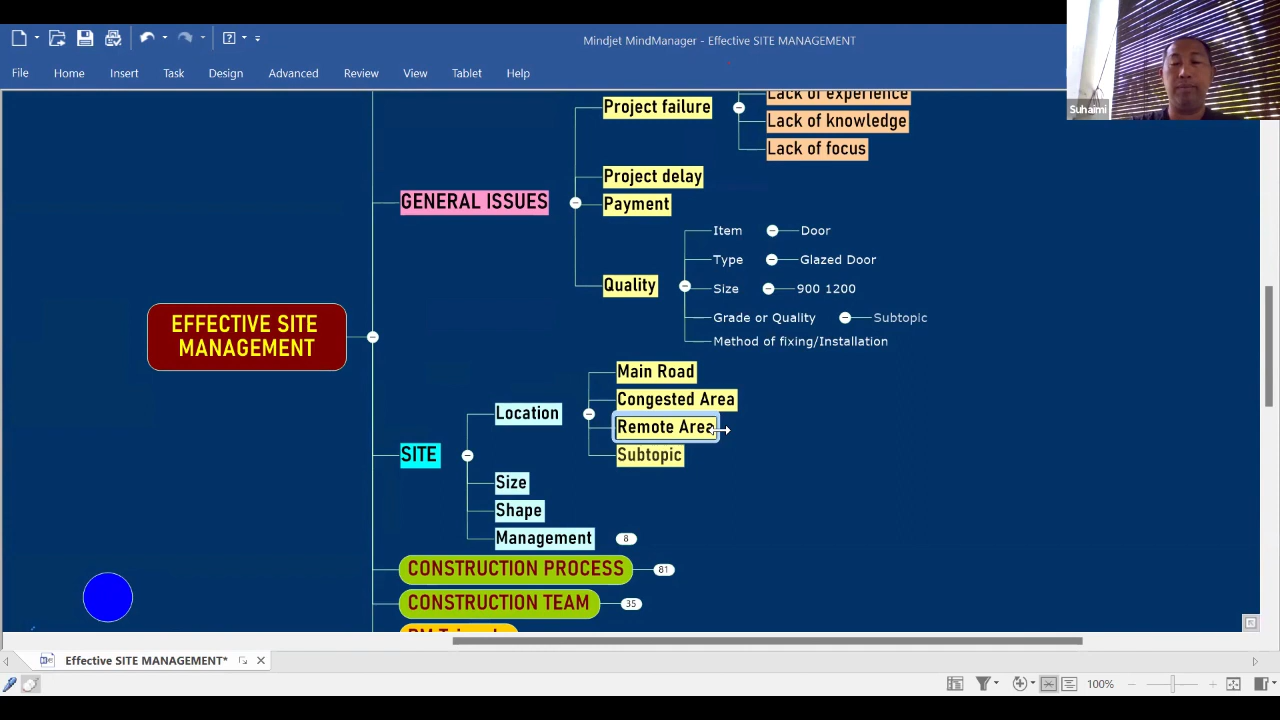 Mindjet MindManager - Effective SITE MANAGEMENT
File Home Insert Task Design Advanced Review View Tablet Help
Suhaimi
Project failure
Lack of experience
Lack of knowledge
Lack of focus
GENERAL ISSUES
Project delay
Payment
Quality
Item
Door
Type
Glazed Door
Size
900 1200
Grade or Quality
Subtopic
Method of fixing/Installation
EFFECTIVE SITE
MANAGEMENT
SITE
Location
Main Road
Congested Area
Remote Area
Subtopic
Size
Shape
Management
8
CONSTRUCTION PROCESS
81
CONSTRUCTION TEAM
35
Effective SITE MANAGEMENT*
100%